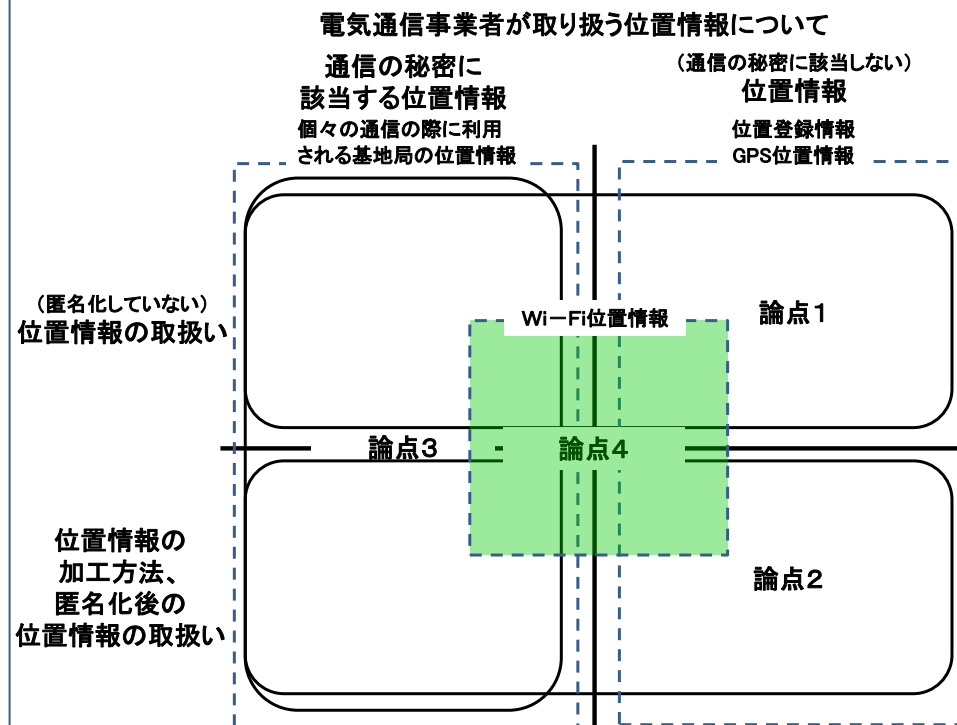 電気通信事業者が取り扱う位置情報について
通信の秘密に
該当する位置情報
個々の通信の際に利用
される基地局の位置情報
（通信の秘密に該当しない）
位置情報
位置登録情報
GPS位置情報
（匿名化していない）
位置情報の取扱い
Wi－Fi位置情報
論点１
論点３
論点４
位置情報の
加工方法、
匿名化後の
位置情報の取扱い
論点２